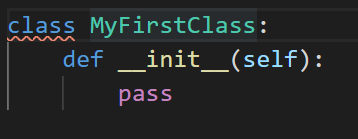 class MyFirstClass:
    def __init__(self):
        pass